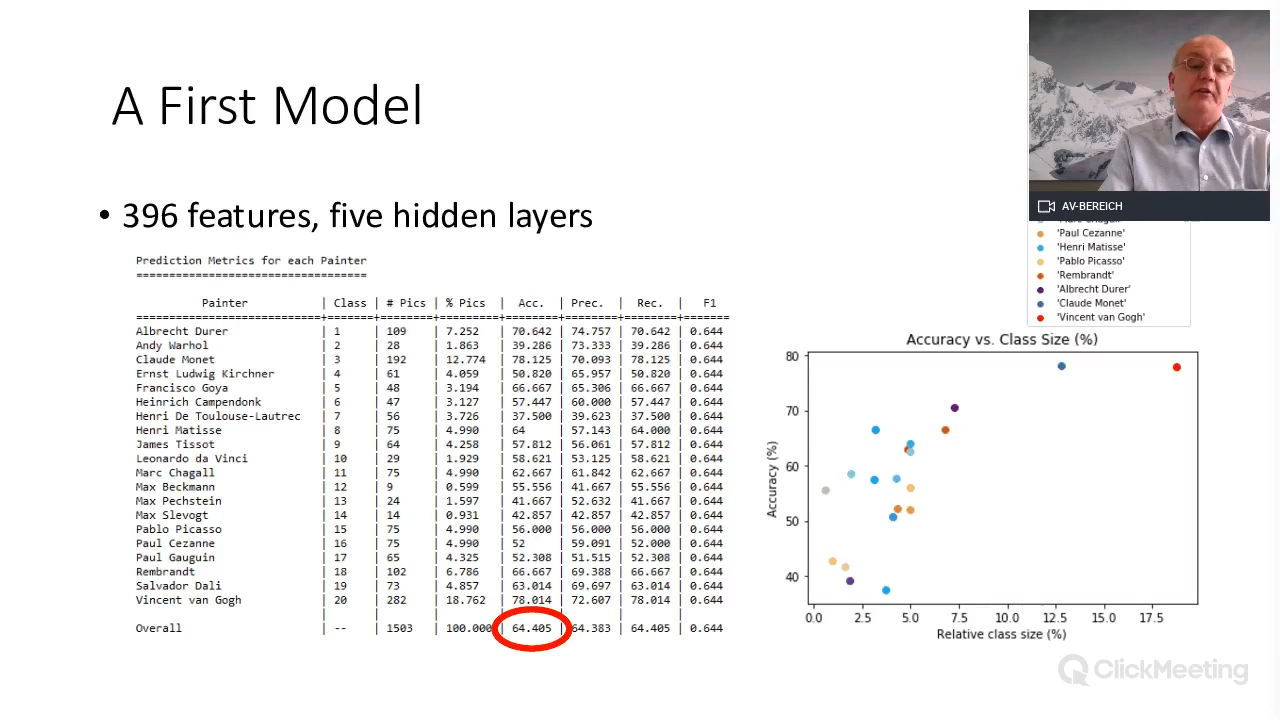 A First Model
• 396 features, five hidden layers
Prediction Metrics for each Painter
===================================
Painter | Class | # Pics | % Pics | Acc. | Prec. | Rec. | F1
Albrecht Durer | 1 | 109 | 7.252 | 70.642 | 74.757 | 70.642 | 0.644
Andy Warhol | 2 | 28 | 1.863 | 39.286 | 73.333 | 39.286 | 0.644
Claude Monet | 3 | 192 | 12.774 | 78.125 | 70.093 | 78.125 | 0.644
Ernst Ludwig Kirchner | 4 | 61 | 4.059 | 50.820 | 65.957 | 50.820 | 0.644
Francisco Goya | 5 | 48 | 3.194 | 66.667 | 65.306 | 66.667 | 0.644
Heinrich Campendonk | 6 | 47 | 3.127 | 57.447 | 60.000 | 57.447 | 0.644
Henri De Toulouse-Lautrec | 7 | 56 | 3.726 | 37.500 | 39.623 | 37.500 | 0.644
Henri Matisse | 8 | 75 | 4.990 | 64 | 57.143 | 64.000 | 0.644
James Tissot | 9 | 64 | 4.258 | 57.812 | 56.061 | 57.812 | 0.644
Leonardo da Vinci | 10 | 29 | 1.929 | 58.621 | 53.125 | 58.621 | 0.644
Marc Chagall | 11 | 75 | 4.990 | 62.667 | 61.842 | 62.667 | 0.644
Max Beckmann | 12 | 9 | 0.599 | 55.556 | 41.667 | 55.556 | 0.644
Max Pechstein | 13 | 24 | 1.597 | 41.667 | 52.632 | 41.667 | 0.644
Max Slevogt | 14 | 14 | 0.931 | 42.857 | 42.857 | 42.857 | 0.644
Pablo Picasso | 15 | 75 | 4.990 | 56.000 | 56.000 | 56.000 | 0.644
Paul Cezanne | 16 | 75 | 4.990 | 52 | 59.091 | 52.000 | 0.644
Paul Gauguin | 17 | 65 | 4.325 | 52.308 | 51.515 | 52.308 | 0.644
Rembrandt | 18 | 102 | 6.786 | 66.667 | 69.388 | 66.667 | 0.644
Salvador Dali | 19 | 73 | 4.857 | 63.014 | 69.697 | 63.014 | 0.644
Vincent van Gogh | 20 | 282 | 18.762 | 78.014 | 72.607 | 78.014 | 0.644
Overall | -- | 1503 | 100.000 | 64.405 | 64.383 | 64.405 | 0.644
AV-BEREICH
'Paul Cezanne'
'Henri Matisse'
'Pablo Picasso'
'Rembrandt'
'Albrecht Durer'
'Claude Monet'
'Vincent van Gogh'
Accuracy vs. Class Size (%)
80
70
60
50
40
Accuracy (%)
0.0 2.5 5.0 7.5 10.0 12.5 15.0 17.5
Relative class size (%)
ClickMeeting